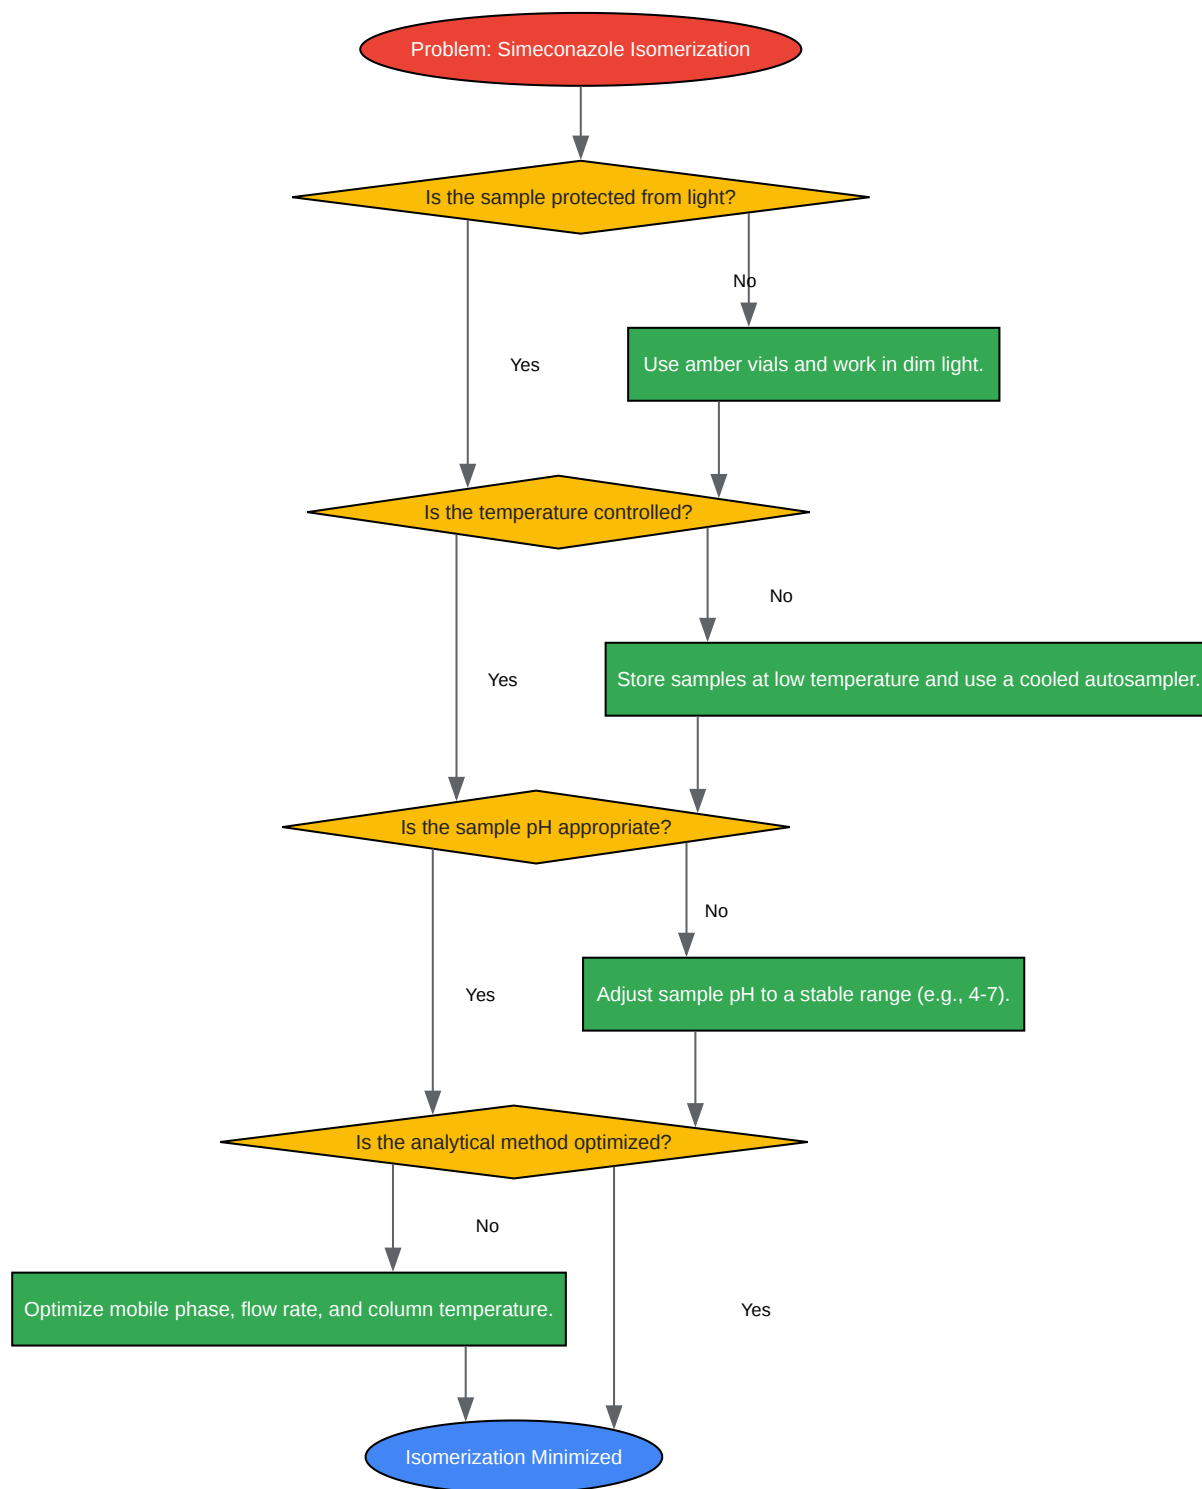 Problem: Simeconazole Isomerization
Is the sample protected from light?
No
Yes
Use amber vials and work in dim light.
Is the temperature controlled?
No
Yes
Store samples at low temperature and use a cooled autosampler.
Is the sample pH appropriate?
No
Yes
Adjust sample pH to a stable range (e.g., 4-7).
Is the analytical method optimized?
No
Optimize mobile phase, flow rate, and column temperature.
Yes
Isomerization Minimized